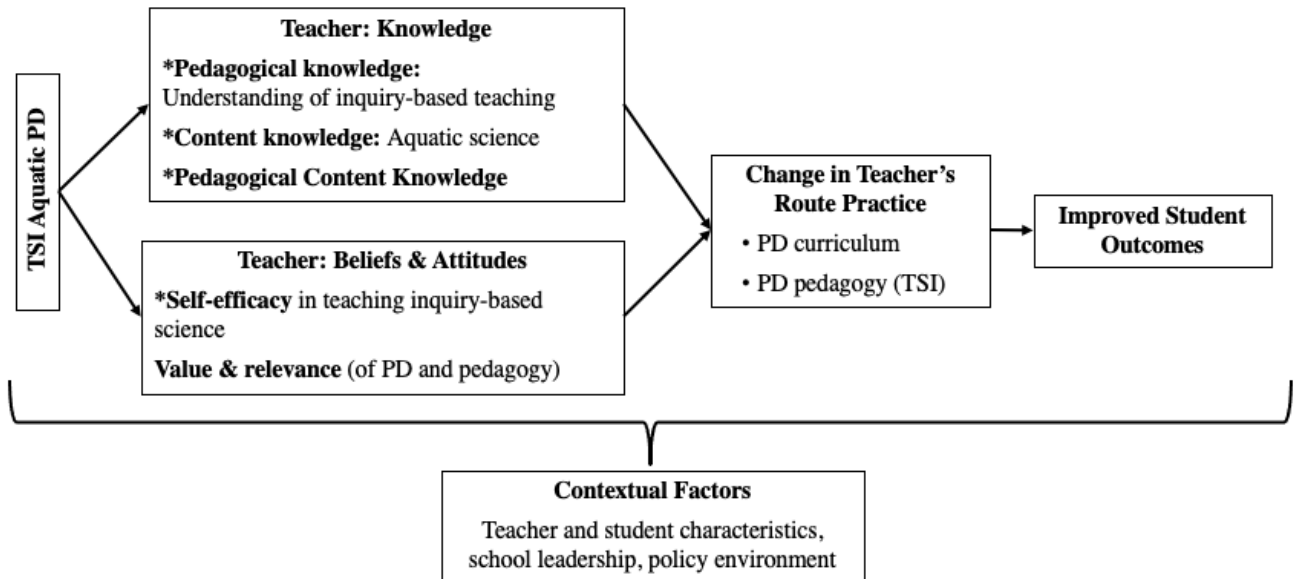 TSI Aquatic PD
Teacher: Knowledge
*Pedagogical knowledge:
Understanding of inquiry-based teaching
*Content knowledge: Aquatic science
*Pedagogical Content Knowledge
Teacher: Beliefs & Attitudes
*Self-efficacy in teaching inquiry-based
science
Value & relevance (of PD and pedagogy)
Change in Teacher’s
Route Practice
• PD curriculum
• PD pedagogy (TSI)
Improved Student
Outcomes
Contextual Factors
Teacher and student characteristics,
school leadership, policy environment